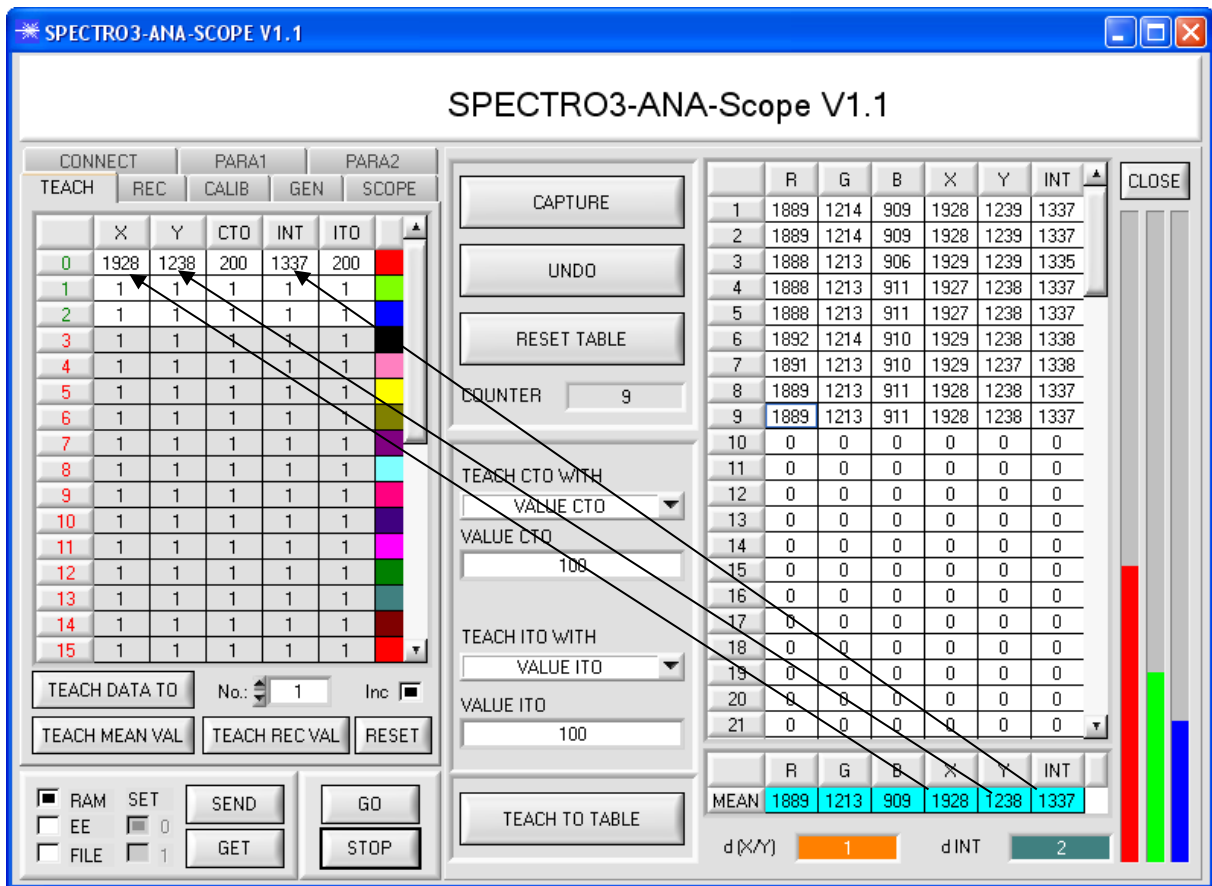 SPECTRO3-ANA-SCOPE V1.1
SPECTRO3-ANA-Scope V1.1
CONNECT PARA1 PARA2
TEACH REC CALIB GEN SCOPE
X Y CTO INT ITO
0 1928 1238 200 1337 200
1 1 1 1 1 1
2 1 1 1 1 1
3 1 1 1 1 1
4 1 1 1 1 1
5 1 1 1 1 1
6 1 1 1 1 1
7 1 1 1 1 1
8 1 1 1 1 1
9 1 1 1 1 1
10 1 1 1 1 1
11 1 1 1 1 1
12 1 1 1 1 1
13 1 1 1 1 1
14 1 1 1 1 1
15 1 1 1 1 1
TEACH DATA TO No.: 1 Inc
TEACH MEAN VAL TEACH REC VAL RESET
RAM SET SEND GO
EE 0
FILE 1 GET STOP
CAPTURE
UNDO
RESET TABLE
COUNTER 9
TEACH CTO WITH
VALUE CTO
VALUE CTO
100
TEACH ITO WITH
VALUE ITO
VALUE ITO
100
TEACH TO TABLE
R G B X Y INT
1 1889 1214 909 1928 1239 1337
2 1889 1214 909 1928 1239 1337
3 1888 1213 906 1929 1239 1335
4 1888 1213 911 1927 1238 1337
5 1888 1213 911 1927 1238 1337
6 1892 1214 910 1929 1238 1338
7 1891 1213 910 1929 1237 1338
8 1889 1213 911 1928 1238 1337
9 1889 1213 911 1928 1238 1337
10 0 0 0 0 0 0
11 0 0 0 0 0 0
12 0 0 0 0 0 0
13 0 0 0 0 0 0
14 0 0 0 0 0 0
15 0 0 0 0 0 0
16 0 0 0 0 0 0
17 0 0 0 0 0 0
18 0 0 0 0 0 0
19 0 0 0 0 0 0
20 0 0 0 0 0 0
21 0 0 0 0 0 0
R G B X Y INT
MEAN 1889 1213 909 1928 1238 1337
d (X/Y) 1 d INT 2
CLOSE